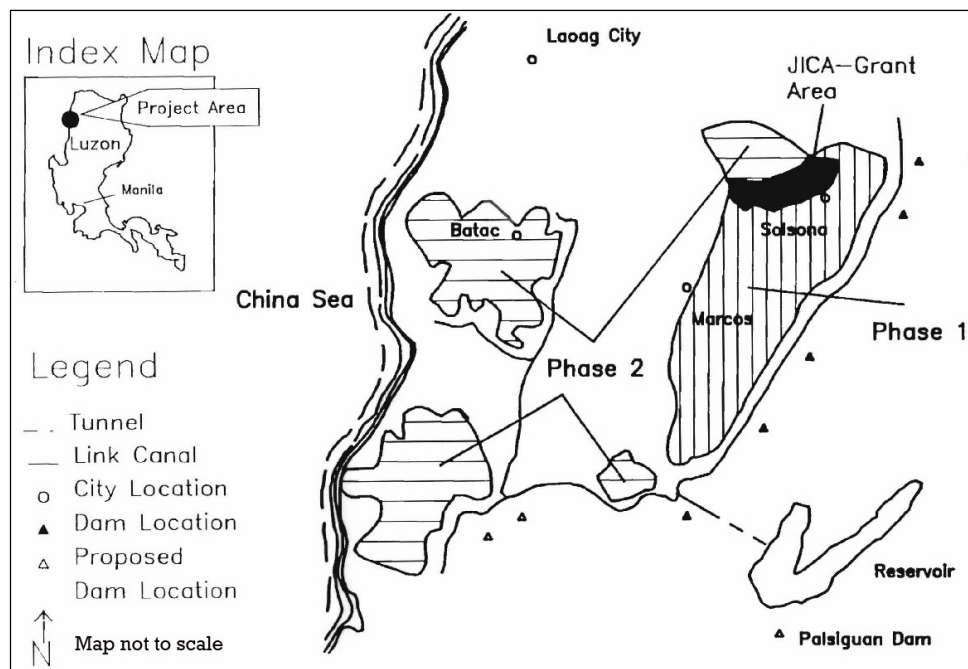 Index Map
Project Area
Luzon
Manila
Laoag City
JICA-Grant
Area
Batac
Solsona
China Sea
Marcos
Phase 1
Phase 2
Legend
Tunnel
Link Canal
City Location
Dam Location
Proposed
Dam Location
N
Map not to scale
Reservoir
Palsiguan Dam